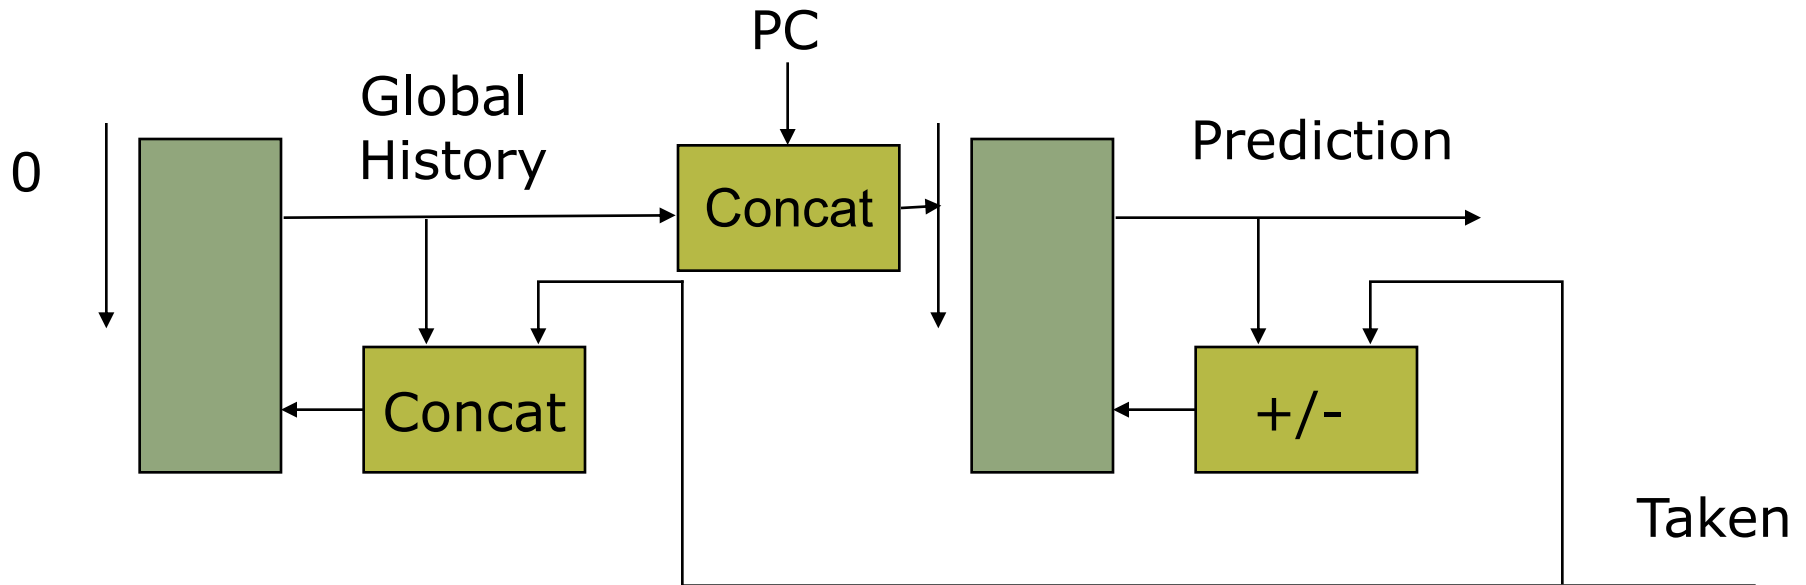 PC
Global
History
0
Concat
Prediction
Concat
+/-
Taken